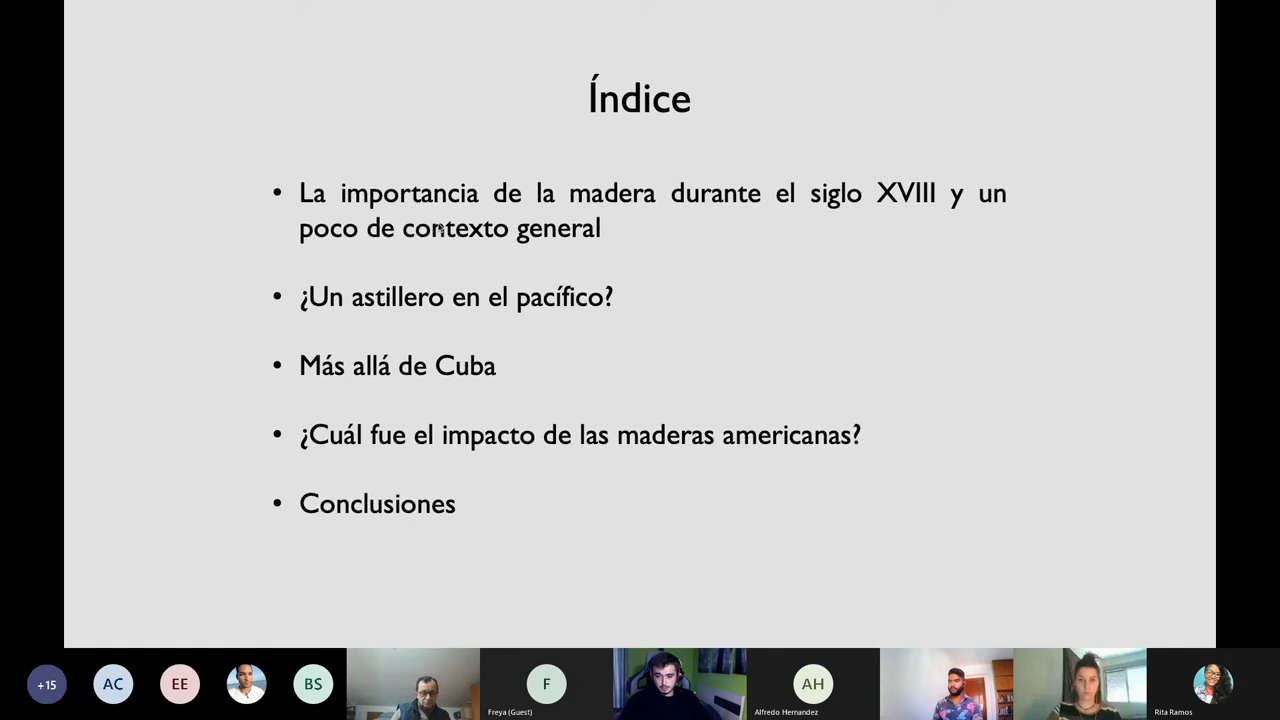 Índice
• La importancia de la madera durante el siglo XVIII y un
poco de contexto general
• ¿Un astillero en el pacífico?
• Más allá de Cuba
• ¿Cuál fue el impacto de las maderas americanas?
• Conclusiones
+15
AC
EE
BS
F
Freya (Guest)
AH
Alfredo Hernandez
Rita Ramos